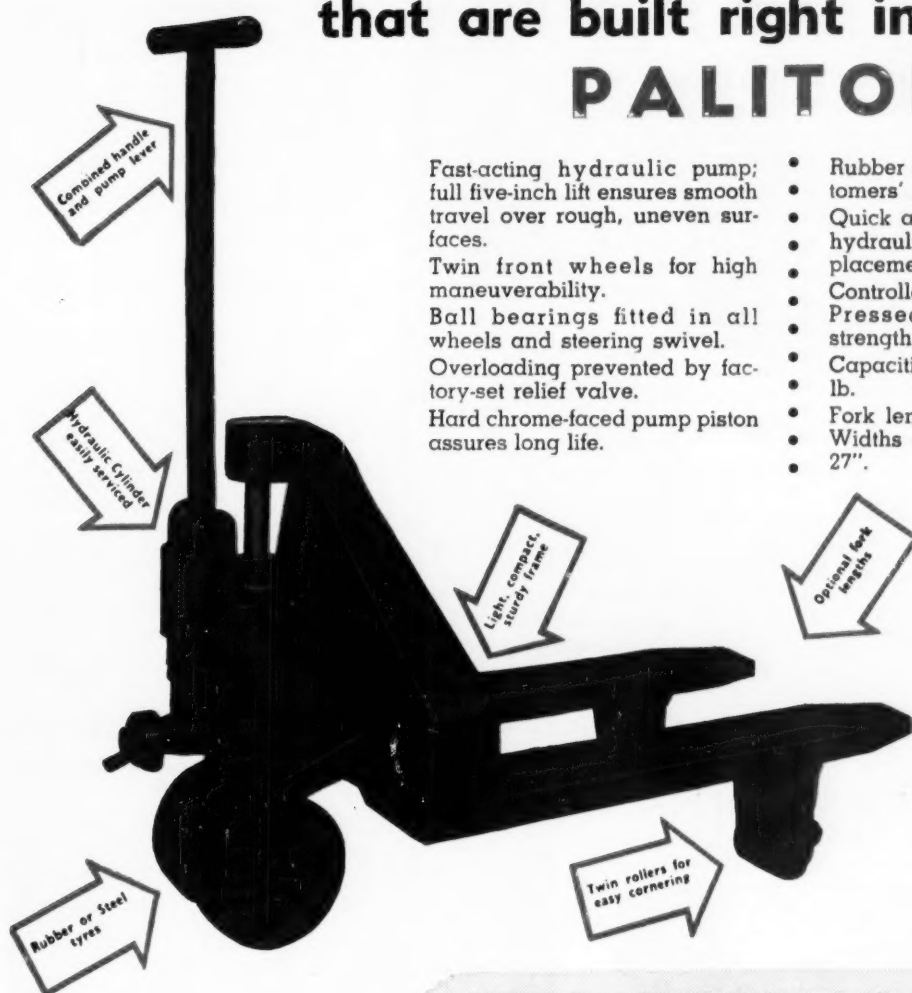 that are built right in
PALITO
Fast-acting hydraulic pump;
full five-inch lift ensures smooth
travel over rough, uneven sur-
faces.
Twin front wheels for high
maneuverability.
Ball bearings fitted in all
wheels and steering swivel.
Overloading prevented by fac-
tory-set relief valve.
Hard chrome-faced pump piston
assures long life.
• Rubber
• tomers'
• Quick a
• hydraul
• placeme
• Controlle
• Pressed
• strength
• Capaciti
• lb.
• Fork len
• Widths
• 27".
Combined handle
and pump lever
Hydraulic Cylinder
easily serviced
Light, compact,
sturdy frame
Optional fork
lengths
Twin rollers for
easy cornering
Rubber or Steel
tyres